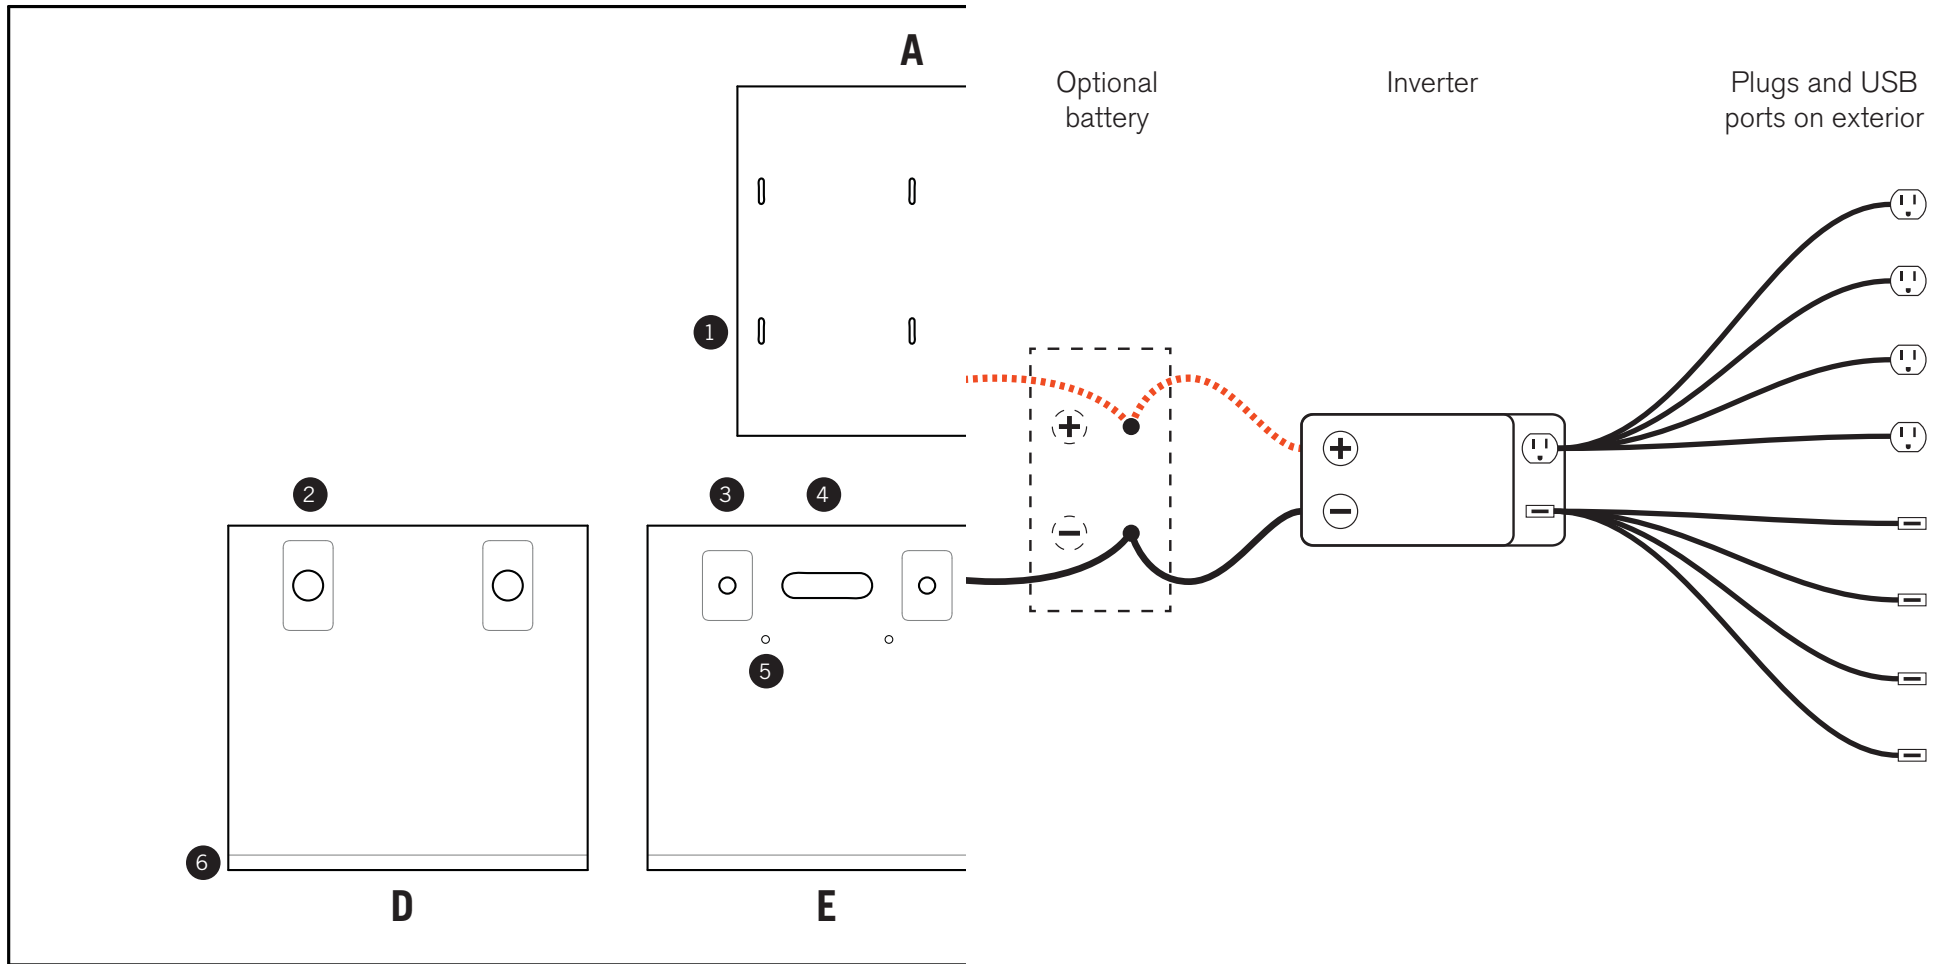 A
1
2
3
4
5
6
D
E
Optional
battery
Inverter
Plugs and USB
ports on exterior
+
−
+
−